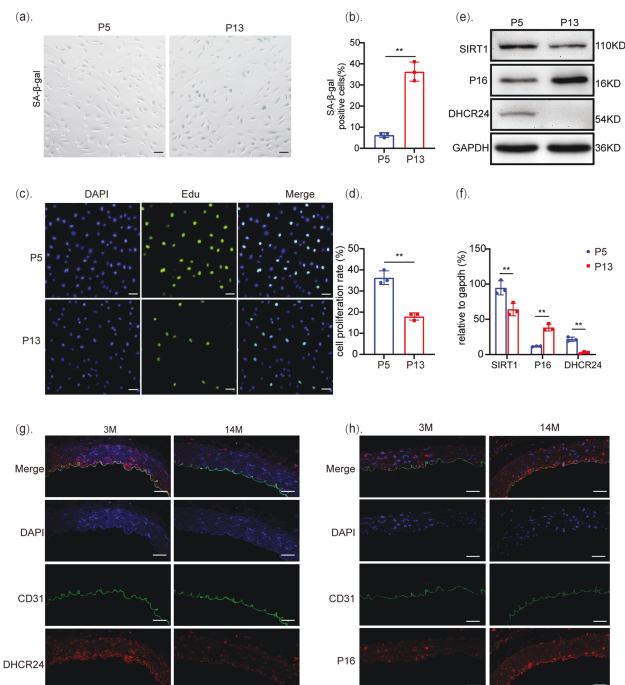 (a).
P5 P13
SA-β-gal
(b).
SA-β-gal
positive cells(%)
50
40
30
20
10
0
**
P5 P13
(e).
P5 P13
SIRT1 110KD
P16 16KD
DHCR24 54KD
GAPDH 36KD
(c).
DAPI Edu Merge
P5
P13
(d).
cell proliferation rate (%)
50
40
30
20
10
0
**
P5 P13
(f).
relative to gapdh (%)
150
100
50
0
P5
P13
** ** **
SIRT1 P16 DHCR24
(g).
3M 14M
Merge
DAPI
CD31
DHCR24
(h).
3M 14M
Merge
DAPI
CD31
P16